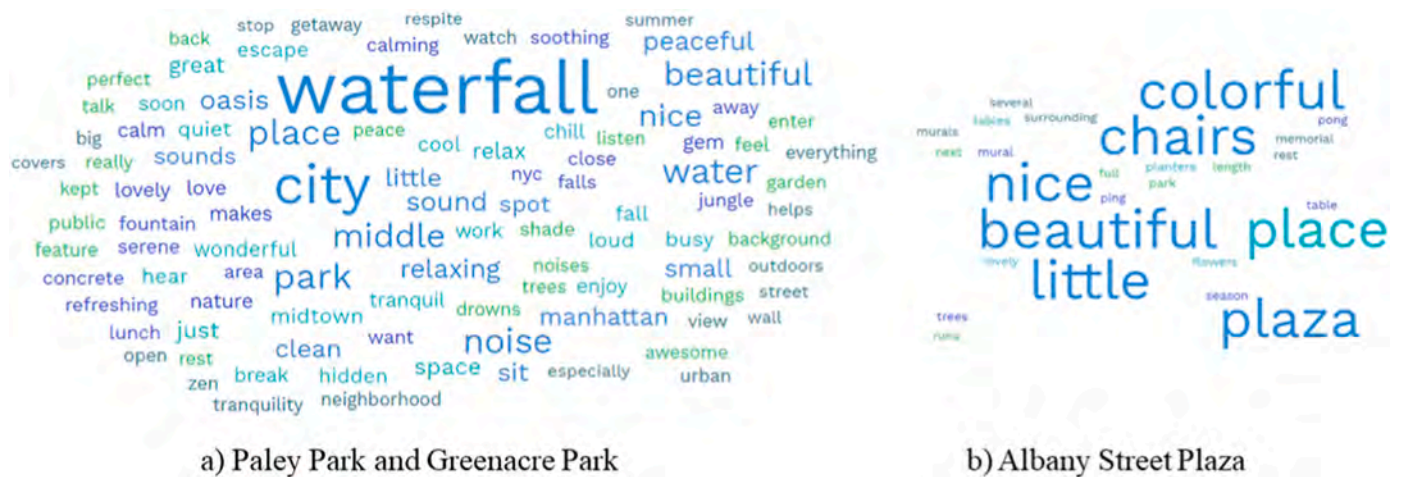 stop getaway respite summer
back escape calming watch soothing peaceful
perfect great waterfall one beautiful
talk soon oasis nice away enter
big calm quiet place peace cool chill listen gem feel everything
covers really sounds relax close water garden
kept lovely love city little nyc falls jungle helps
public fountain makes sound spot fall
feature serene wonderful middle work shade loud busy background
concrete hear area park relaxing noises small outdoors
refreshing nature tranquil trees enjoy buildings street
midtown drowns manhattan view wall
lunch just want noise
open rest clean awesome
zen break hidden space sit especially urban
tranquility neighborhood
a) Paley Park and Greenacre Park
colorful
several tables surrounding chairs pong
murals memorial
next mural rest
nice full planters length
ping park
beautiful place table
lovely little flowers
season
trees plaza
b) Albany Street Plaza